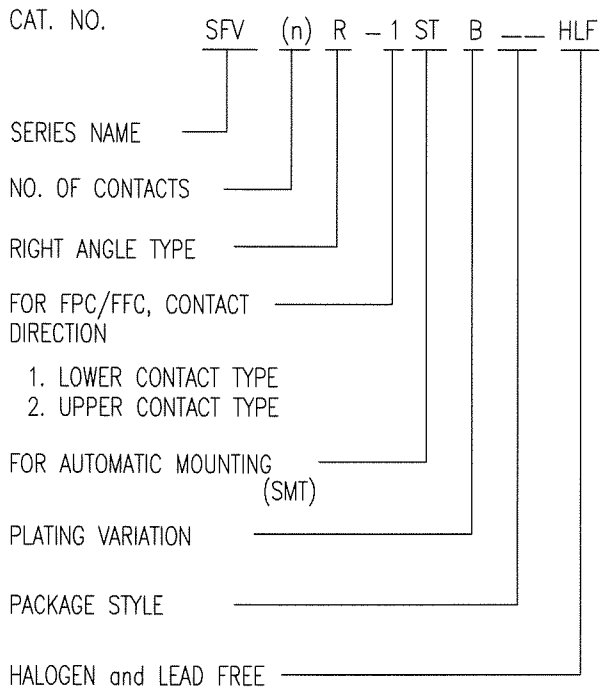 CAT. NO. SFV (n) R - 1 ST B __ HLF
SERIES NAME
NO. OF CONTACTS
RIGHT ANGLE TYPE
FOR FPC/FFC, CONTACT
DIRECTION
1. LOWER CONTACT TYPE
2. UPPER CONTACT TYPE
FOR AUTOMATIC MOUNTING
(SMT)
PLATING VARIATION
PACKAGE STYLE
HALOGEN and LEAD FREE